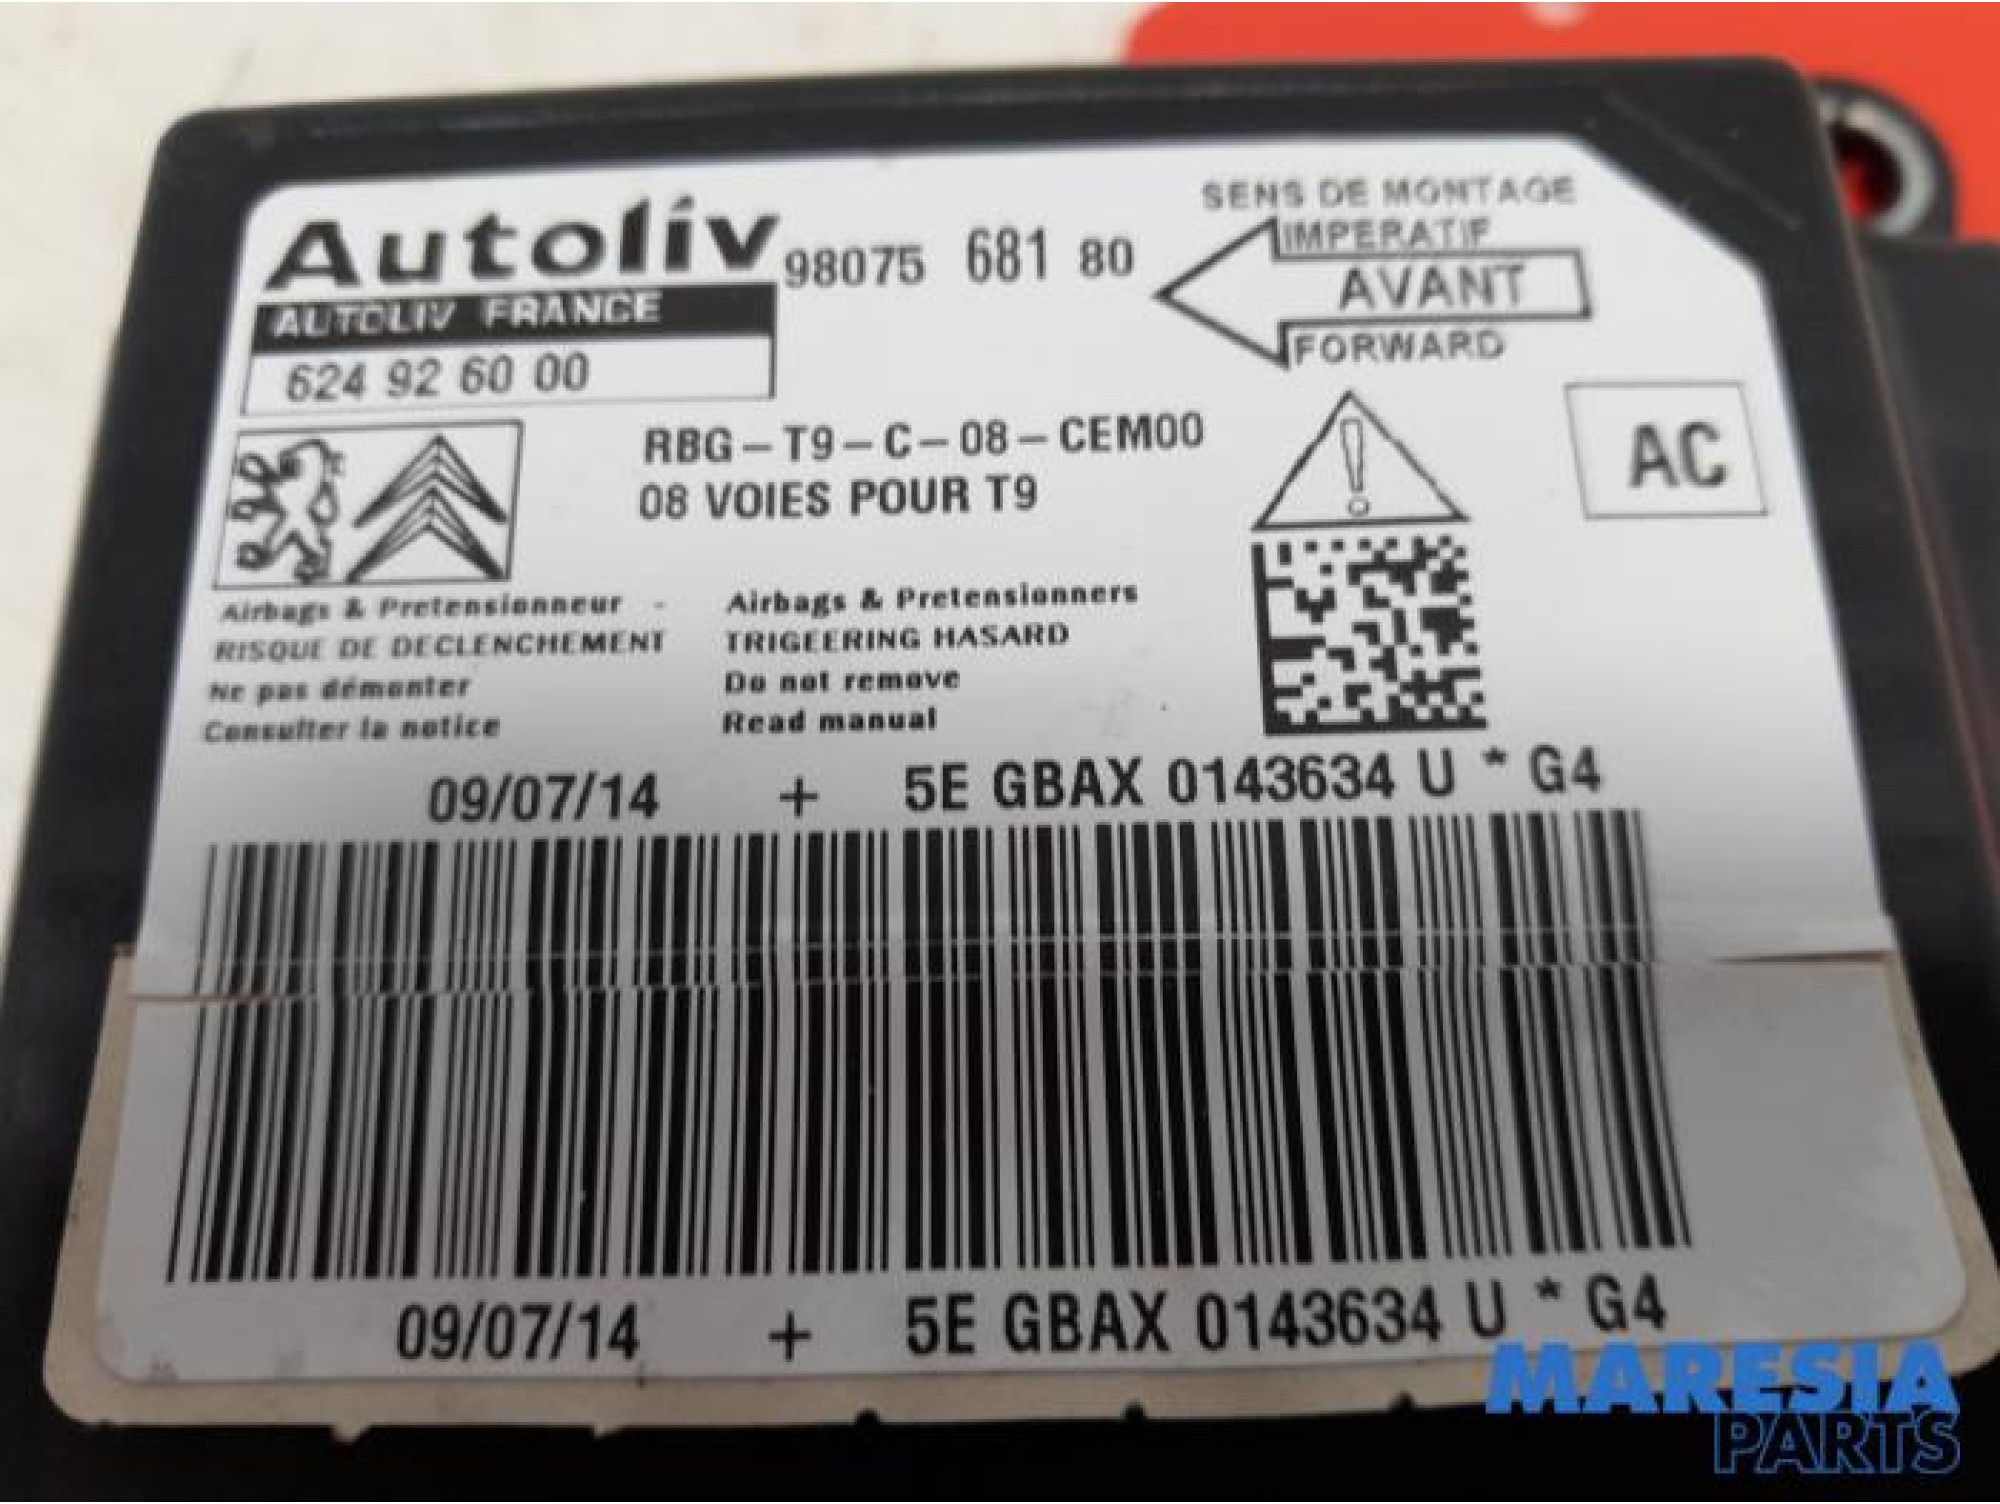 Autoliv 98075 681 80
AUTOLIV FRANCE
624 92 60 00
SENS DE MONTAGE
IMPERATIF
AVANT
FORWARD
RBG-T9-C-08-CEM00
08 VOIES POUR T9
AC
Airbags & Pretensionneur -
RISQUE DE DECLENCHEMENT
Ne pas démonter
Consulter la notice
Airbags & Pretensionners
TRIGEERING HASARD
Do not remove
Read manual
09/07/14 + 5E GBAX 0143634 U * G4
09/07/14 + 5E GBAX 0143634 U * G4
MARESIA
PARTS